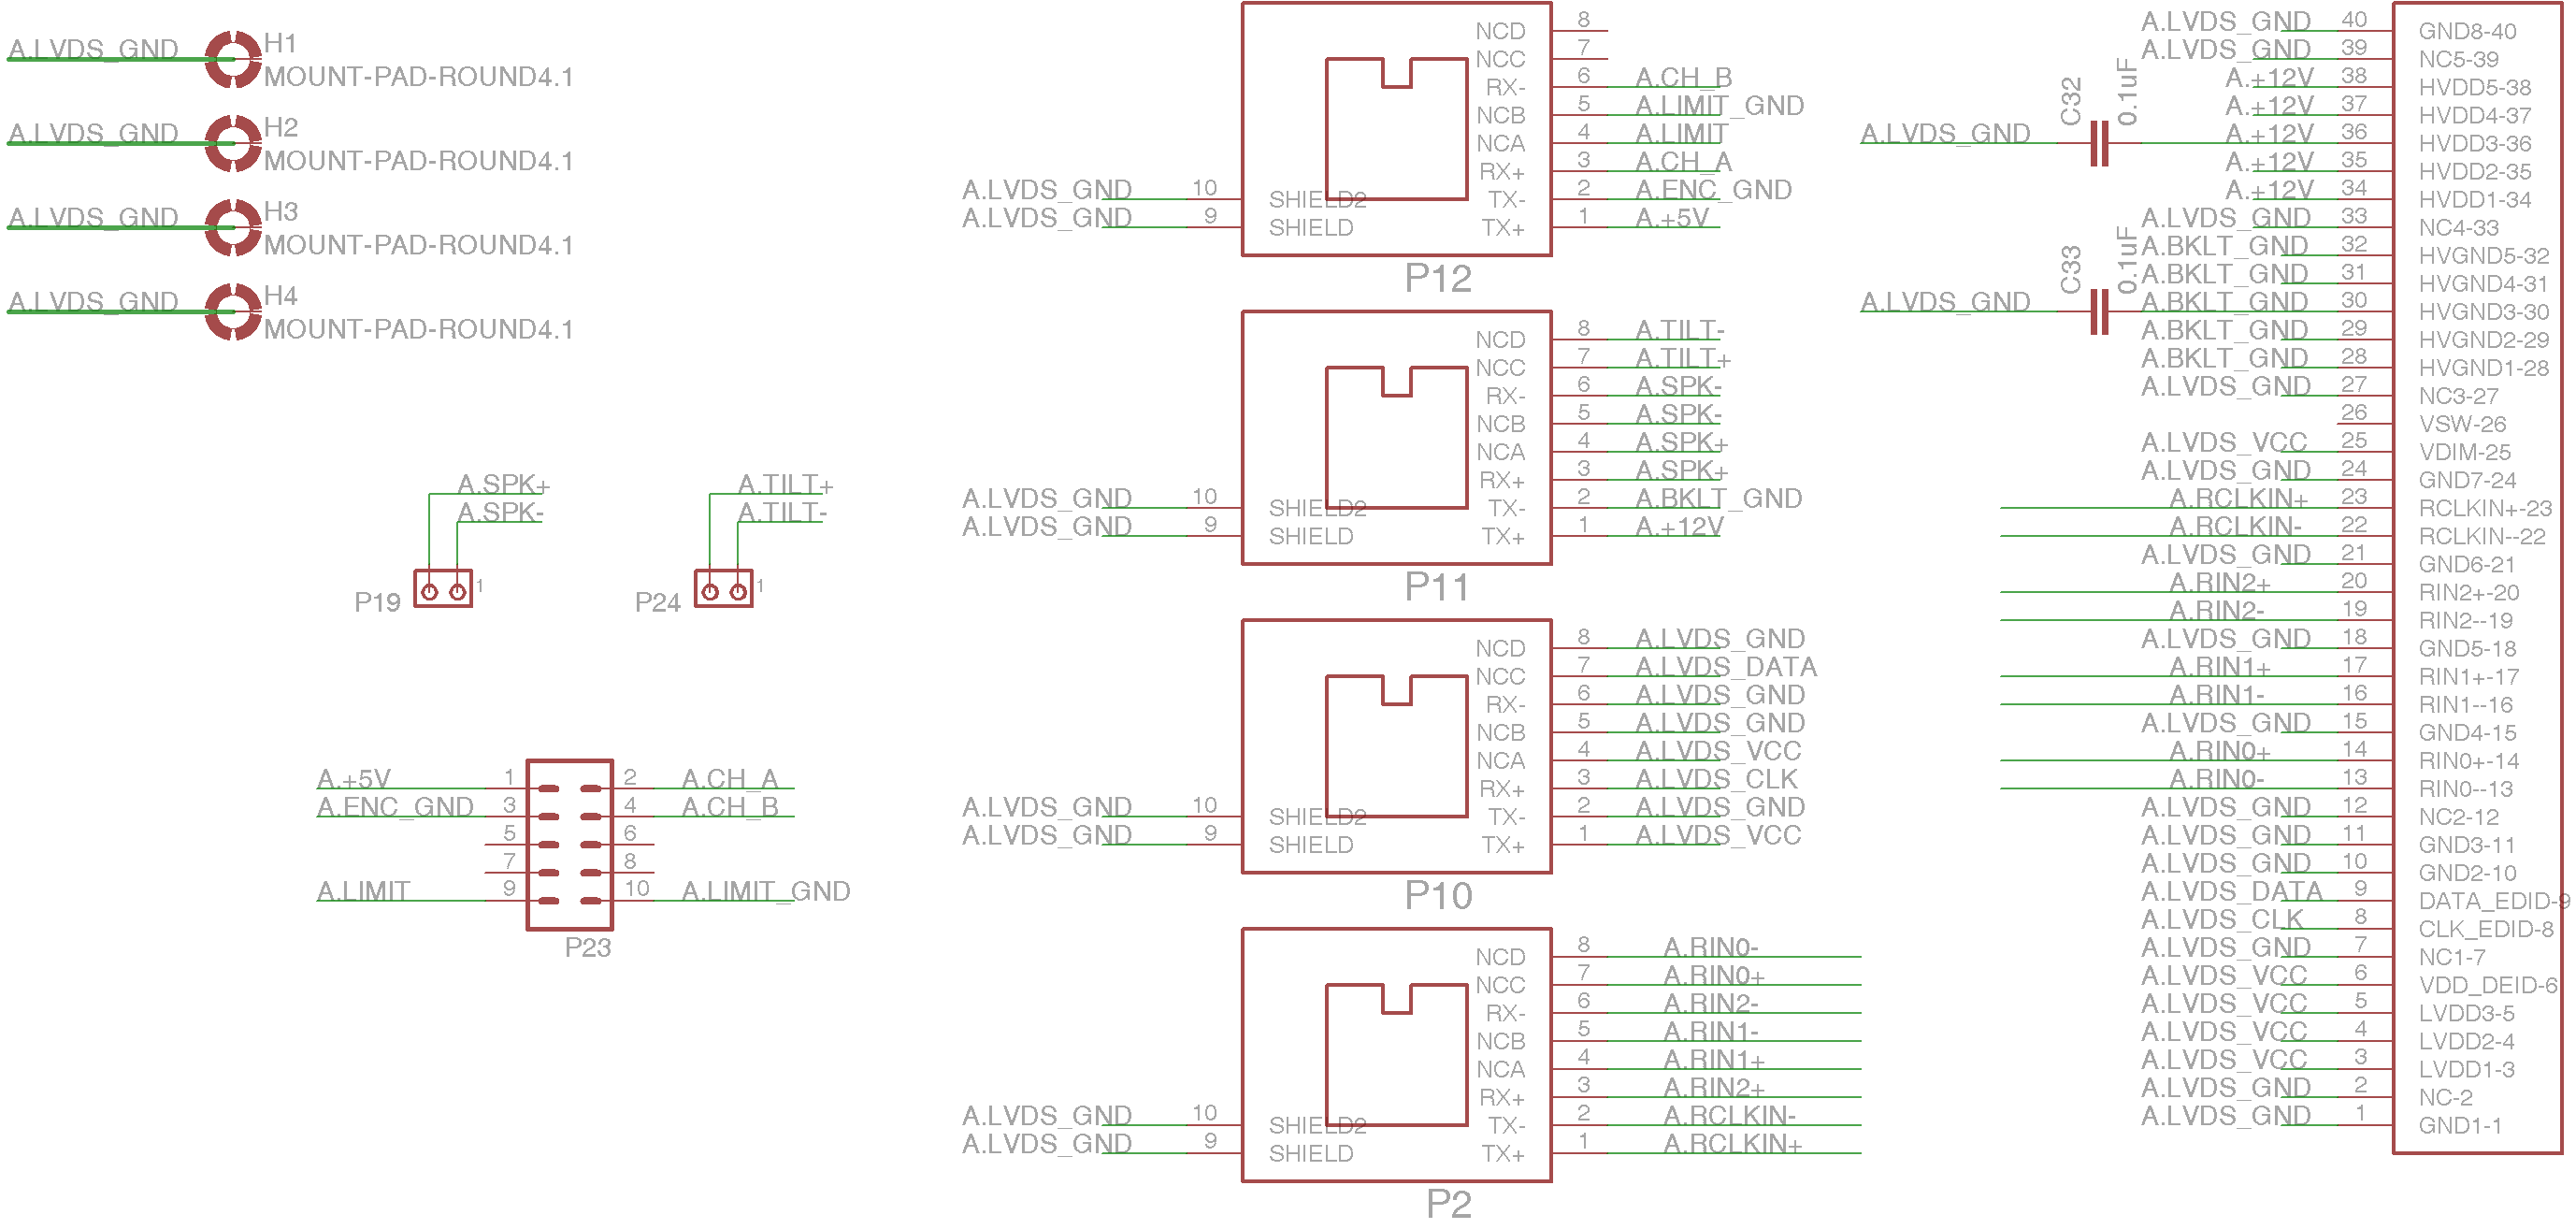 A.LVDS_GND H1
MOUNT-PAD-ROUND4.1
A.LVDS_GND H2
MOUNT-PAD-ROUND4.1
A.LVDS_GND H3
MOUNT-PAD-ROUND4.1
A.LVDS_GND H4
MOUNT-PAD-ROUND4.1
A.SPK+
A.SPK-
P19 1
A.TILT+
A.TILT-
P24 1
A.+5V 1 2 A.CH_A
A.ENC_GND 3 4 A.CH_B
5 6
7 8
A.LIMIT 9 10 A.LIMIT_GND
P23
NCD 8
NCC 7
RX- 6 A.CH_B
NCB 5 A.LIMIT_GND
NCA 4 A.LIMIT
RX+ 3 A.CH_A
A.LVDS_GND 10 SHIELD2 TX- 2 A.ENC_GND
A.LVDS_GND 9 SHIELD TX+ 1 A.+5V
P12
NCD 8 A.TILT-
NCC 7 A.TILT+
RX- 6 A.SPK-
NCB 5 A.SPK-
NCA 4 A.SPK+
RX+ 3 A.SPK+
A.LVDS_GND 10 SHIELD2 TX- 2 A.BKLT_GND
A.LVDS_GND 9 SHIELD TX+ 1 A.+12V
P11
NCD 8 A.LVDS_GND
NCC 7 A.LVDS_DATA
RX- 6 A.LVDS_GND
NCB 5 A.LVDS_GND
NCA 4 A.LVDS_VCC
RX+ 3 A.LVDS_CLK
A.LVDS_GND 10 SHIELD2 TX- 2 A.LVDS_GND
A.LVDS_GND 9 SHIELD TX+ 1 A.LVDS_VCC
P10
NCD 8 A.RIN0-
NCC 7 A.RIN0+
RX- 6 A.RIN2-
NCB 5 A.RIN1-
NCA 4 A.RIN1+
RX+ 3 A.RIN2+
A.LVDS_GND 10 SHIELD2 TX- 2 A.RCLKIN-
A.LVDS_GND 9 SHIELD TX+ 1 A.RCLKIN+
P2
A.LVDS_GND C32 0.1uF
A.LVDS_GND C33 0.1uF
A.LVDS_GND 40 GND8-40
A.LVDS_GND 39 NC5-39
A.+12V 38 HVDD5-38
A.+12V 37 HVDD4-37
A.+12V 36 HVDD3-36
A.+12V 35 HVDD2-35
A.+12V 34 HVDD1-34
A.LVDS_GND 33 NC4-33
A.BKLT_GND 32 HVGND5-32
A.BKLT_GND 31 HVGND4-31
A.BKLT_GND 30 HVGND3-30
A.BKLT_GND 29 HVGND2-29
A.BKLT_GND 28 HVGND1-28
A.LVDS_GND 27 NC3-27
26 VSW-26
A.LVDS_VCC 25 VDIM-25
A.LVDS_GND 24 GND7-24
A.RCLKIN+ 23 RCLKIN+-23
A.RCLKIN- 22 RCLKIN--22
A.LVDS_GND 21 GND6-21
A.RIN2+ 20 RIN2+-20
A.RIN2- 19 RIN2--19
A.LVDS_GND 18 GND5-18
A.RIN1+ 17 RIN1+-17
A.RIN1- 16 RIN1--16
A.LVDS_GND 15 GND4-15
A.RIN0+ 14 RIN0+-14
A.RIN0- 13 RIN0--13
A.LVDS_GND 12 NC2-12
A.LVDS_GND 11 GND3-11
A.LVDS_GND 10 GND2-10
A.LVDS_DATA 9 DATA_EDID-9
A.LVDS_CLK 8 CLK_EDID-8
A.LVDS_GND 7 NC1-7
A.LVDS_VCC 6 VDD_DEID-6
A.LVDS_VCC 5 LVDD3-5
A.LVDS_VCC 4 LVDD2-4
A.LVDS_VCC 3 LVDD1-3
A.LVDS_GND 2 NC-2
A.LVDS_GND 1 GND1-1